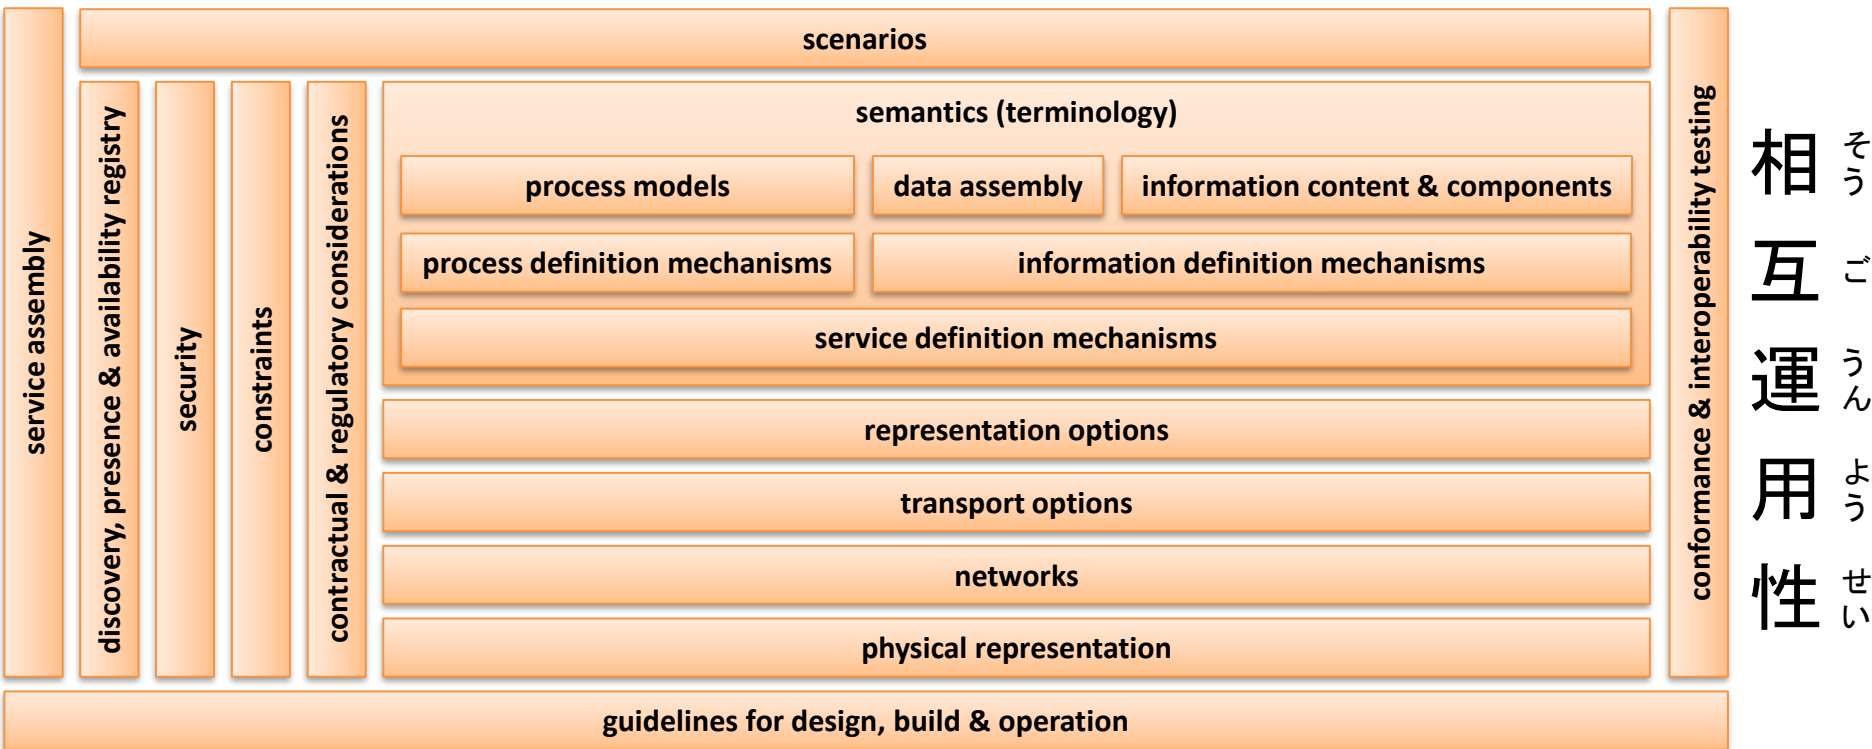 scenarios
service assembly
discovery, presence & availability registry
security
constraints
contractual & regulatory considerations
semantics (terminology)
process models
data assembly
information content & components
process definition mechanisms
information definition mechanisms
service definition mechanisms
representation options
transport options
networks
physical representation
conformance & interoperability testing
guidelines for design, build & operation
相互運用性
そうごうんようせい